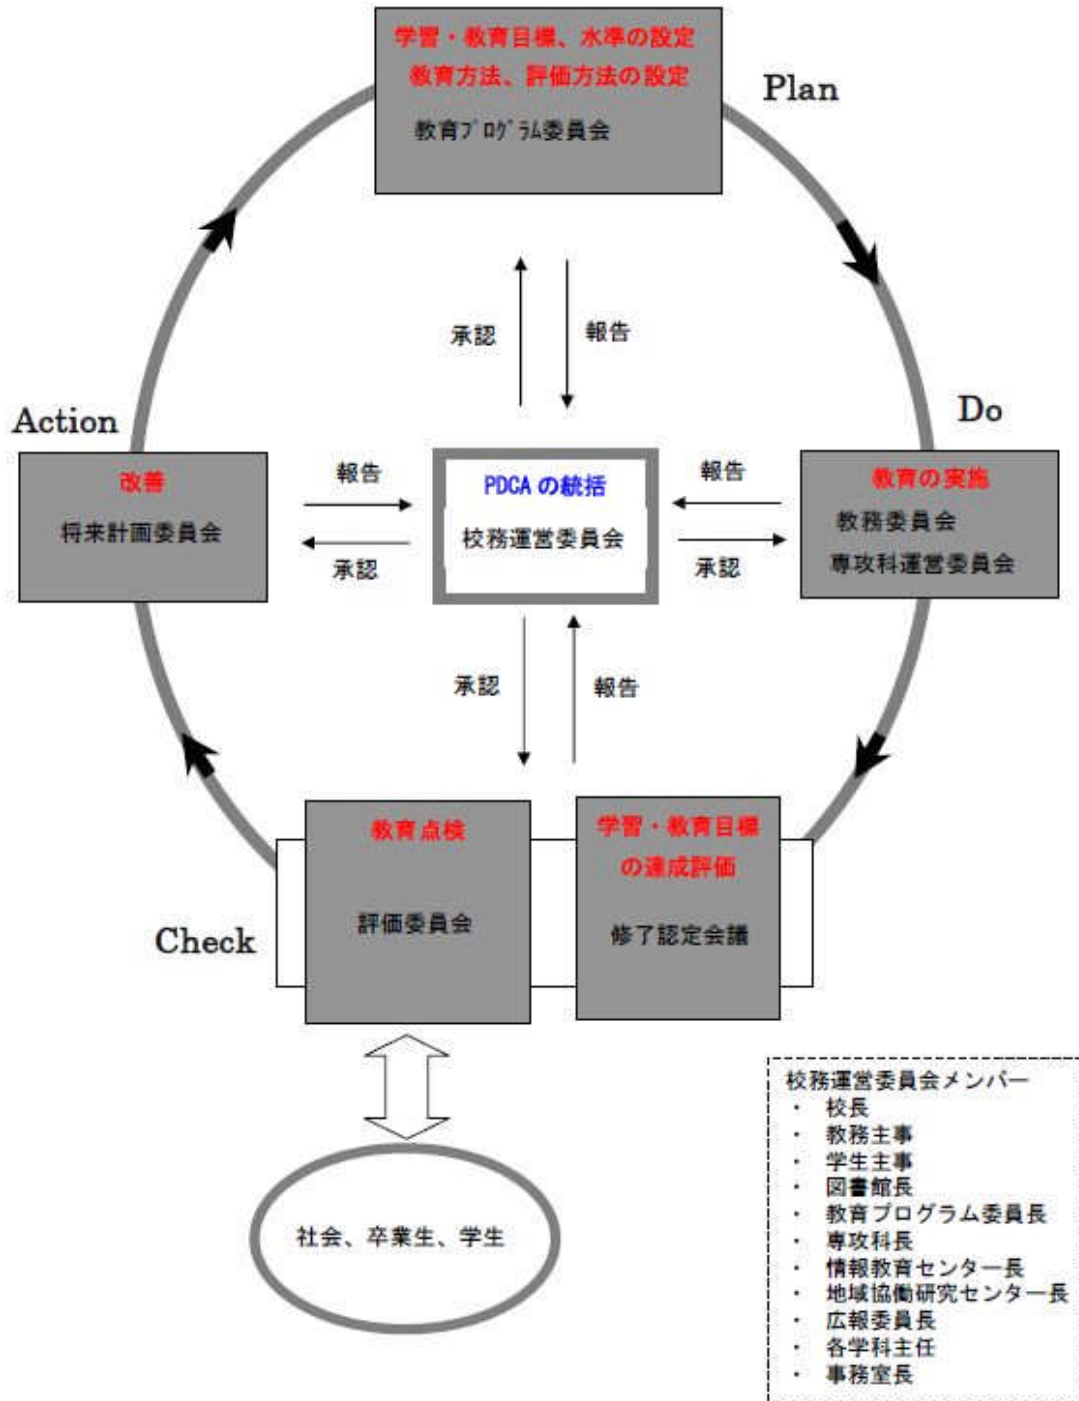 学習・教育目標、水準の設定
教育方法、評価方法の設定
教育ﾌﾟﾛｸﾞﾗﾑ委員会
Plan
承認
報告
Action
Do
改善
将来計画委員会
報告
承認
PDCA の統括
校務運営委員会
報告
承認
教育の実施
教務委員会
専攻科運営委員会
承認
報告
教育点検
評価委員会
学習・教育目標
の達成評価
修了認定会議
Check
社会、卒業生、学生
校務運営委員会メンバー
・ 校長
・ 教務主事
・ 学生主事
・ 図書館長
・ 教育プログラム委員長
・ 専攻科長
・ 情報教育センター長
・ 地域協働研究センター長
・ 広報委員長
・ 各学科主任
・ 事務室長